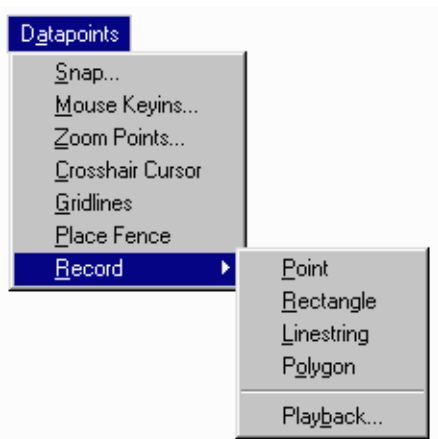 Datapoints
Snap...
Mouse Keyins...
Zoom Points...
Crosshair Cursor
Gridlines
Place Fence
Record
Point
Rectangle
Linestring
Polygon
Playback...